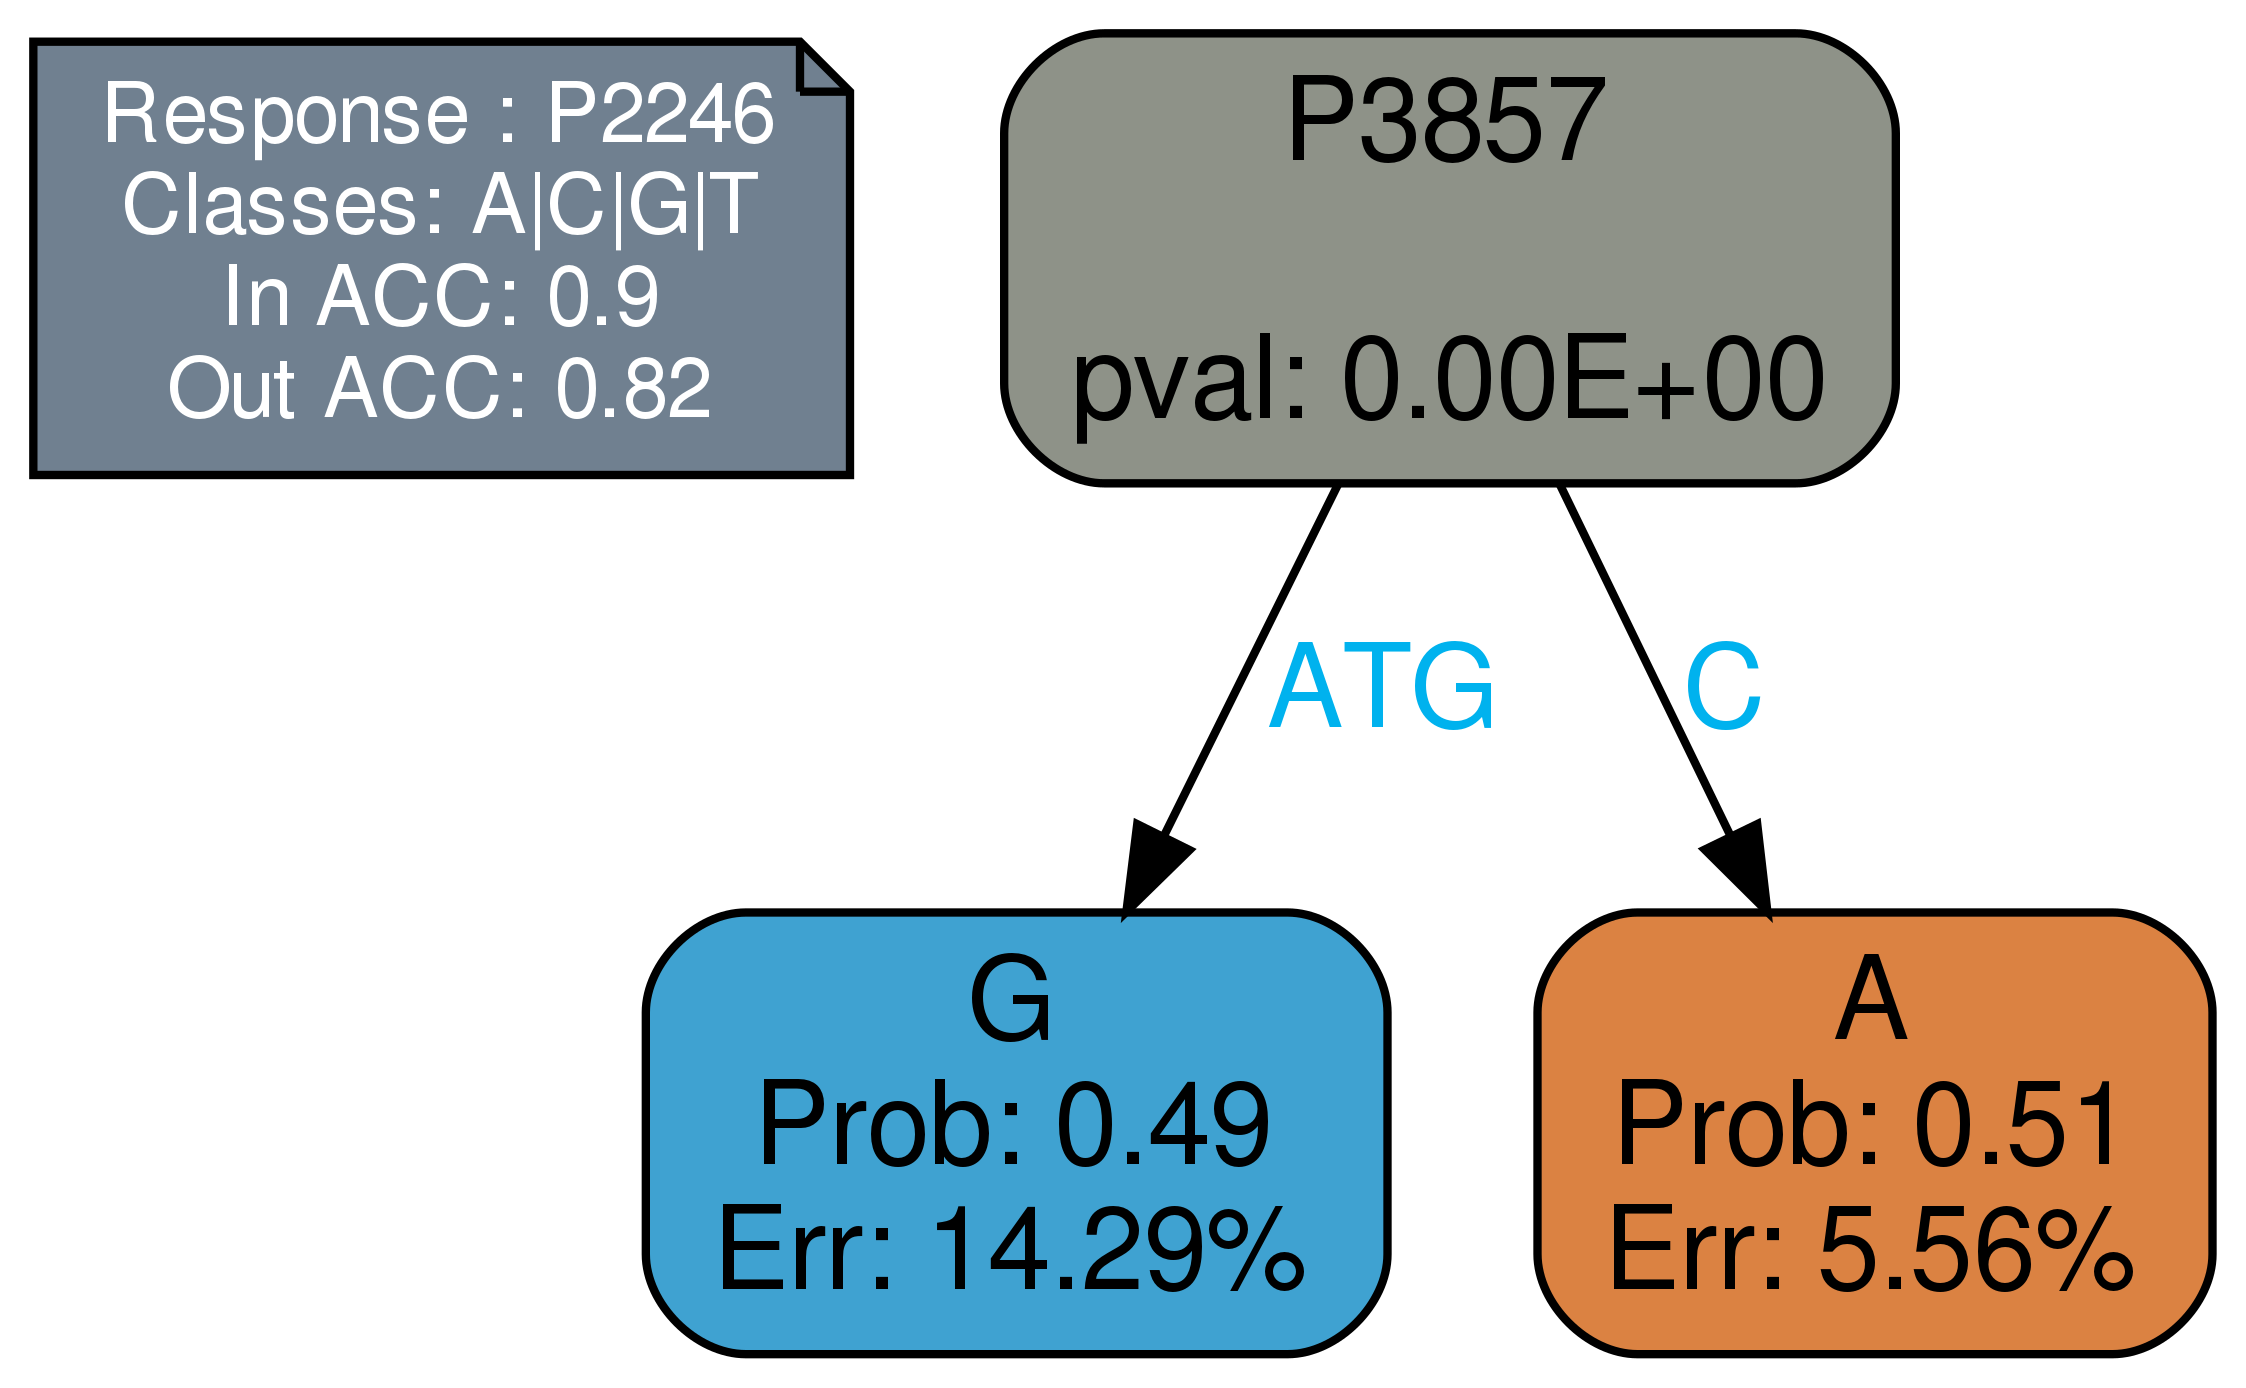 Response : P2246
Classes: A|C|G|T
In ACC: 0.9
Out ACC: 0.82
P3857
pval: 0.00E+00
ATG
C
G
Prob: 0.49
Err: 14.29%
A
Prob: 0.51
Err: 5.56%